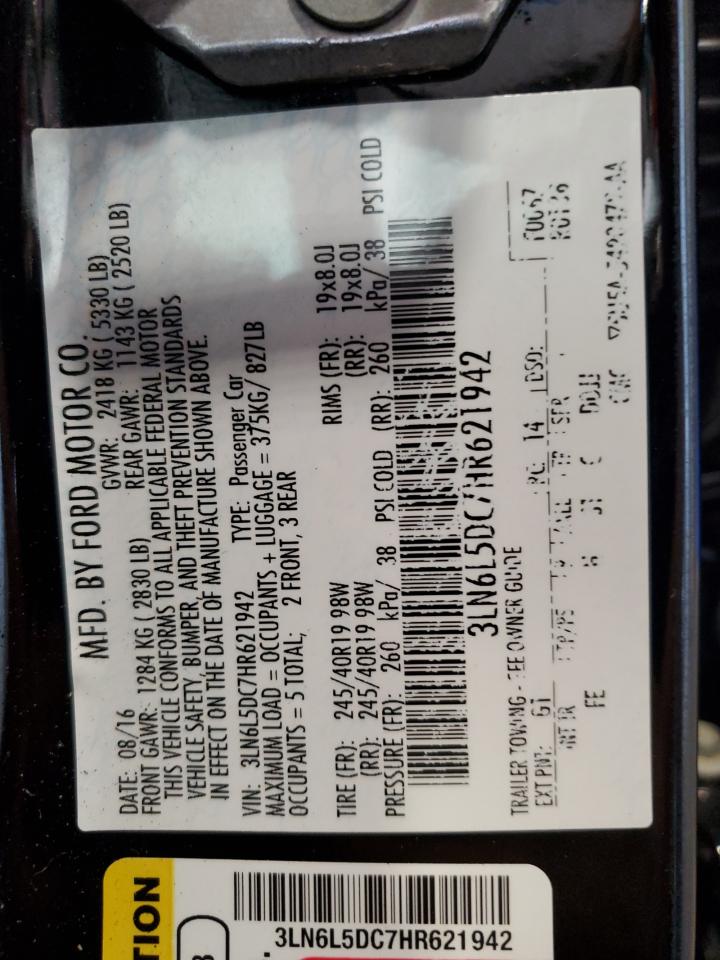 MFD. BY FORD MOTOR CO.
DATE: 08/16 GVWR: 2418 KG ( 5330 LB)
FRONT GAWR: 1284 KG ( 2830 LB) REAR GAWR: 1143 KG ( 2520 LB)
THIS VEHICLE CONFORMS TO ALL APPLICABLE FEDERAL MOTOR
VEHICLE SAFETY, BUMPER, AND THEFT PREVENTION STANDARDS
IN EFFECT ON THE DATE OF MANUFACTURE SHOWN ABOVE.
VIN: 3LN6L5DC7HR621942 TYPE: Passenger Car
MAXIMUM LOAD = OCCUPANTS + LUGGAGE = 375KG/ 827LB
OCCUPANTS = 5 TOTAL; 2 FRONT, 3 REAR
TIRE (FR): 245/40R19 98W RIMS (FR): 19x8.0J
(RR): 245/40R19 98W (RR): 19x8.0J
PRESSURE (FR): 260 kPa/ 38 PSI COLD (RR): 260 kPa/ 38 PSI COLD
3LN6L5DC7HR621942
TRAILER TOWING - SEE OWNER GUIDE
EXT PNT: G1 RC: 14 DSO:
FE
TION
3LN6L5DC7HR621942